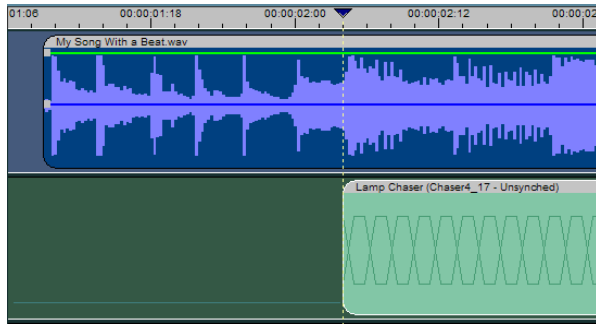 01:06 00:00:01:18 00:00:02:00 00:00:02:12 00:00:02
My Song With a Beat.wav
Lamp Chaser (Chaser4_17 - Unsynched)